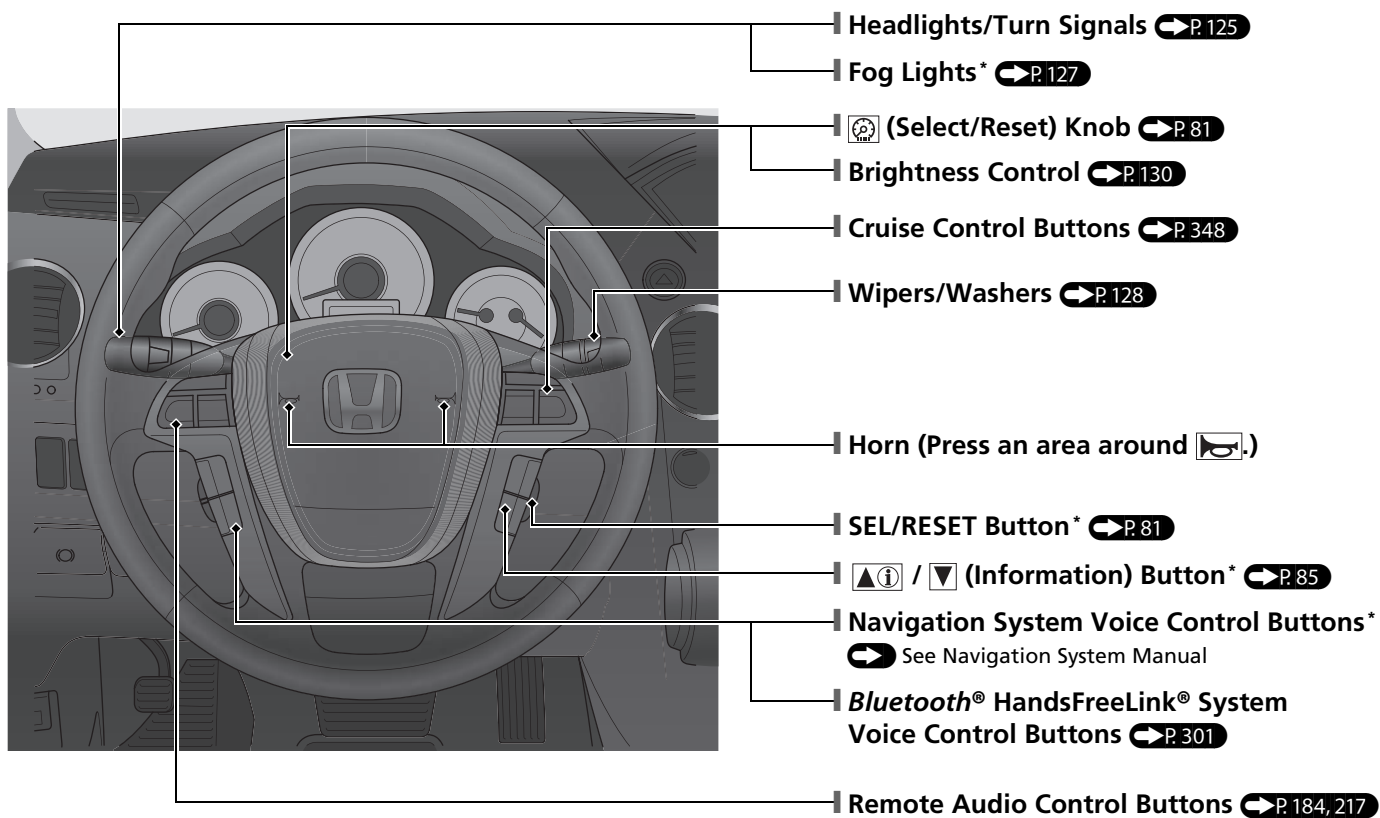 Headlights/Turn Signals P. 125
Fog Lights* P. 127
(Select/Reset) Knob P. 81
Brightness Control P. 130
Cruise Control Buttons P. 348
Wipers/Washers P. 128
Horn (Press an area around .)
SEL/RESET Button* P. 81
▲ⓘ / ▼ (Information) Button* P. 85
Navigation System Voice Control Buttons*
See Navigation System Manual
Bluetooth® HandsFreeLink® System
Voice Control Buttons P. 301
Remote Audio Control Buttons P. 184, 217